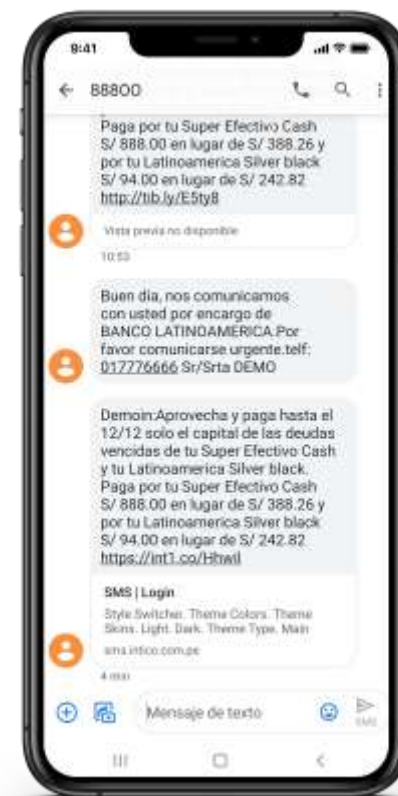 9:41
88800
Paga por tu Super Efectivo Cash
S/ 888.00 en lugar de S/ 388.26 y
por tu Latinoamerica Silver black
S/ 94.00 en lugar de S/ 242.82
http://tib.ly/E5ty8
Vista previa no disponible
10:53
Buen dia, nos comunicamos
con usted por encargo de
BANCO LATINOAMERICA.Por
favor comunicarse urgente.telf:
017776666 Sr/Srta DEMO
Demoin:Aprovecha y paga hasta el
12/12 solo el capital de las deudas
vencidas de tu Super Efectivo Cash
y tu Latinoamerica Silver black.
Paga por tu Super Efectivo Cash
S/ 888.00 en lugar de S/ 388.26 y
por tu Latinoamerica Silver black
S/ 94.00 en lugar de S/ 242.82
https://int1.co/Hhwil
SMS | Login
Style Switcher. Theme Colors. Theme
Skins. Light. Dark. Theme Type. Main
sms.intico.com.pe
4 min
Mensaje de texto
SMS